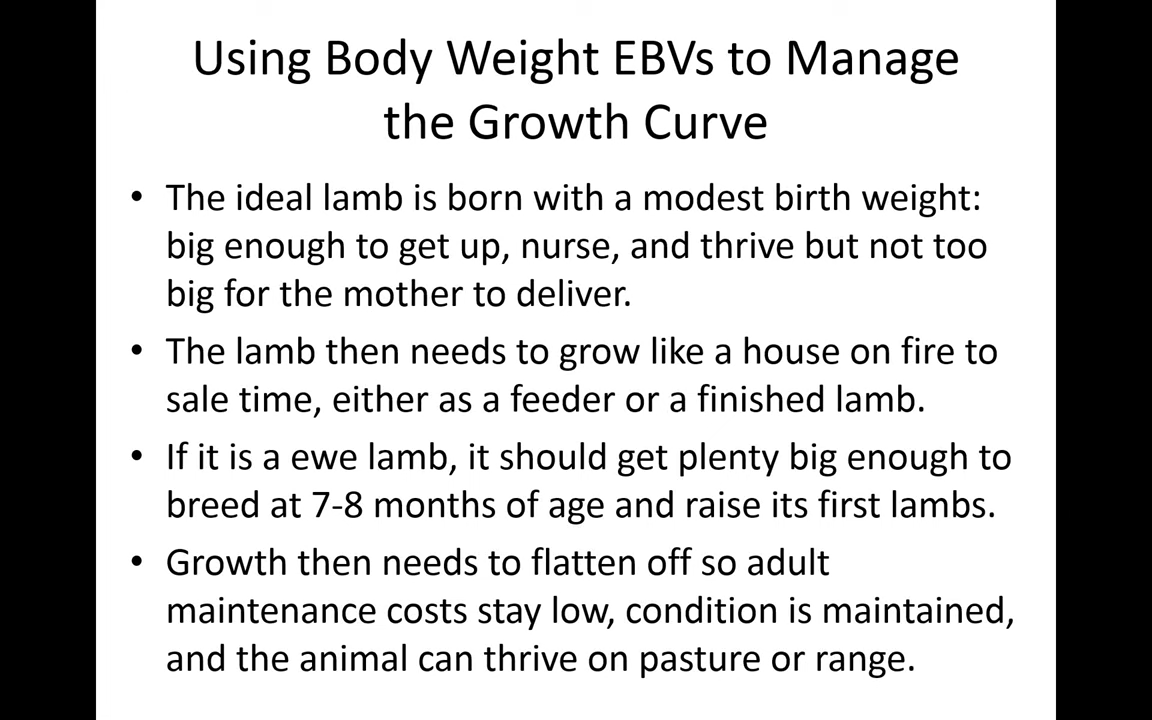 Using Body Weight EBVs to Manage
the Growth Curve
• The ideal lamb is born with a modest birth weight:
big enough to get up, nurse, and thrive but not too
big for the mother to deliver.
• The lamb then needs to grow like a house on fire to
sale time, either as a feeder or a finished lamb.
• If it is a ewe lamb, it should get plenty big enough to
breed at 7-8 months of age and raise its first lambs.
• Growth then needs to flatten off so adult
maintenance costs stay low, condition is maintained,
and the animal can thrive on pasture or range.